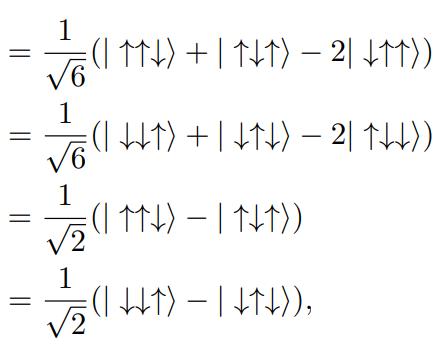 = 1/√6 (| ↑↑↓⟩ + | ↑↓↑⟩ − 2| ↓↑↑⟩)
= 1/√6 (| ↓↓↑⟩ + | ↓↑↓⟩ − 2| ↑↓↓⟩)
= 1/√2 (| ↑↑↓⟩ − | ↑↓↑⟩)
= 1/√2 (| ↓↓↑⟩ − | ↓↑↓⟩),